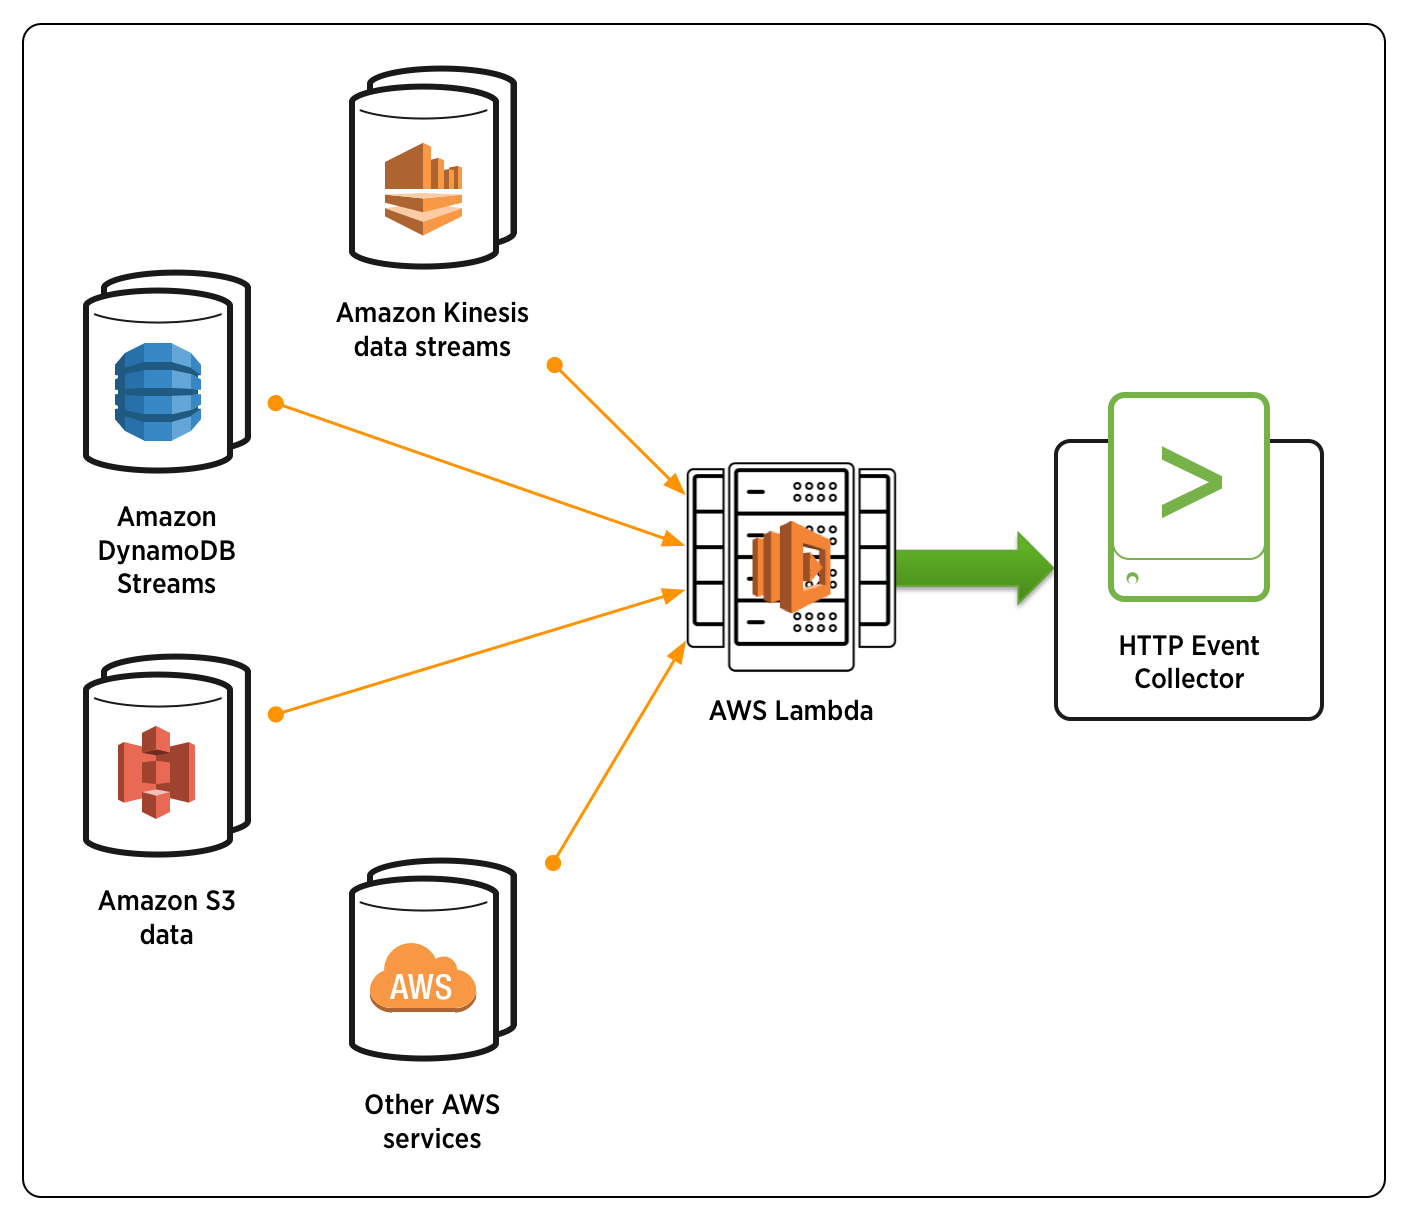 Amazon Kinesis
data streams
Amazon
DynamoDB
Streams
Amazon S3
data
AWS
Other AWS
services
AWS Lambda
>
HTTP Event
Collector